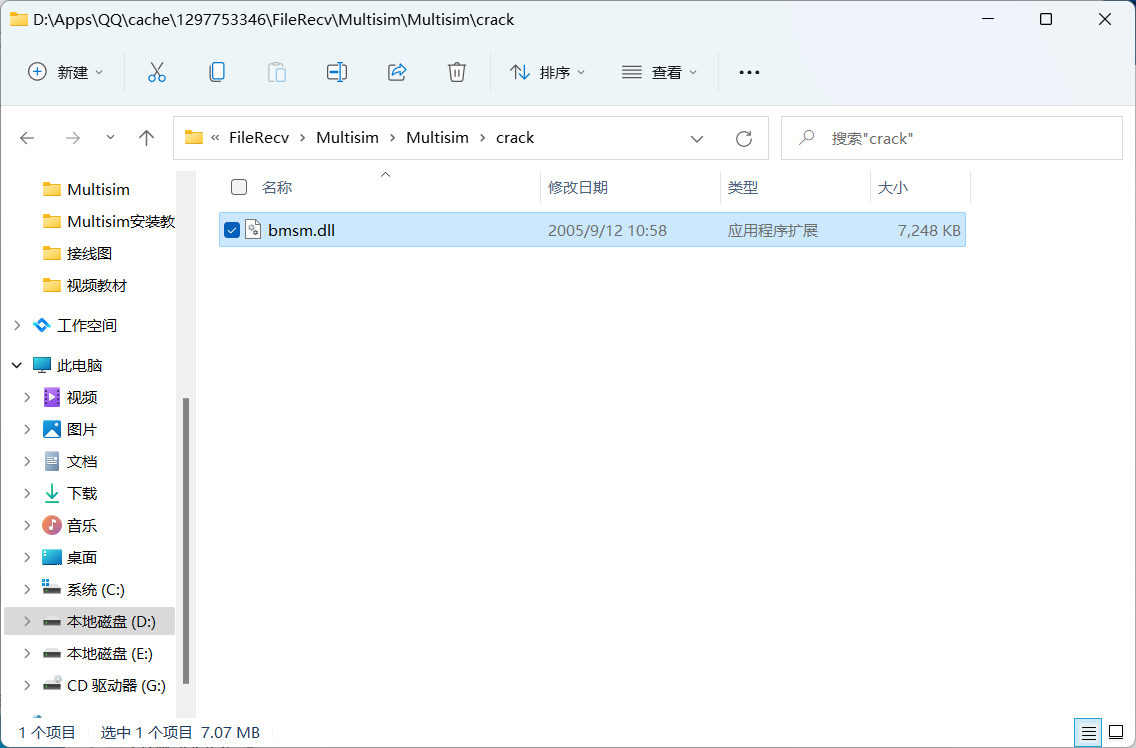 D:\Apps\QQ\cache\1297753346\FileRecv\Multisim\Multisim\crack
新建
排序
查看
« FileRecv › Multisim › Multisim › crack
搜索"crack"
名称 修改日期 类型 大小
bmsm.dll 2005/9/12 10:58 应用程序扩展 7,248 KB
Multisim
Multisim安装教
接线图
视频教材
工作空间
此电脑
视频
图片
文档
下载
音乐
桌面
系统 (C:)
本地磁盘 (D:)
本地磁盘 (E:)
CD 驱动器 (G:)
1 个项目 选中 1 个项目 7.07 MB